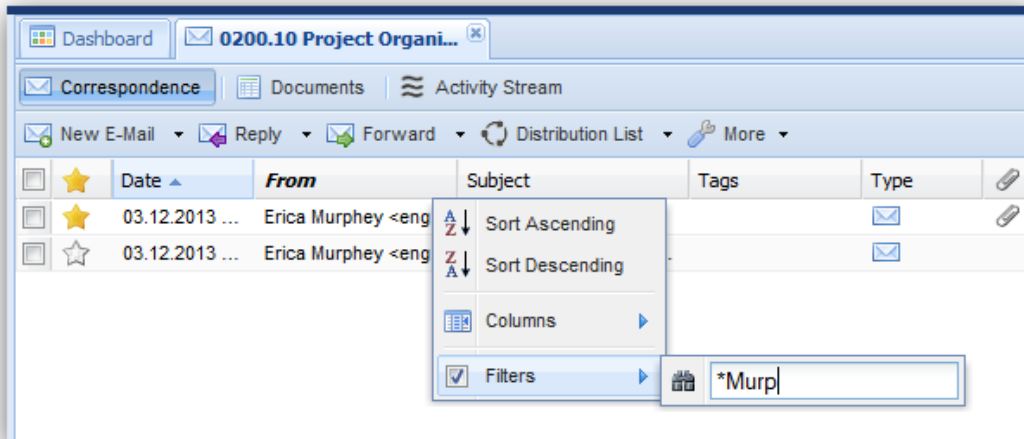 Dashboard 0200.10 Project Organi...
Correspondence Documents Activity Stream
New E-Mail Reply Forward Distribution List More
Date From Subject Tags Type
03.12.2013 ... Erica Murphey <eng
03.12.2013 ... Erica Murphey <eng
A Z Sort Ascending
Z A Sort Descending
Columns
Filters *Murp